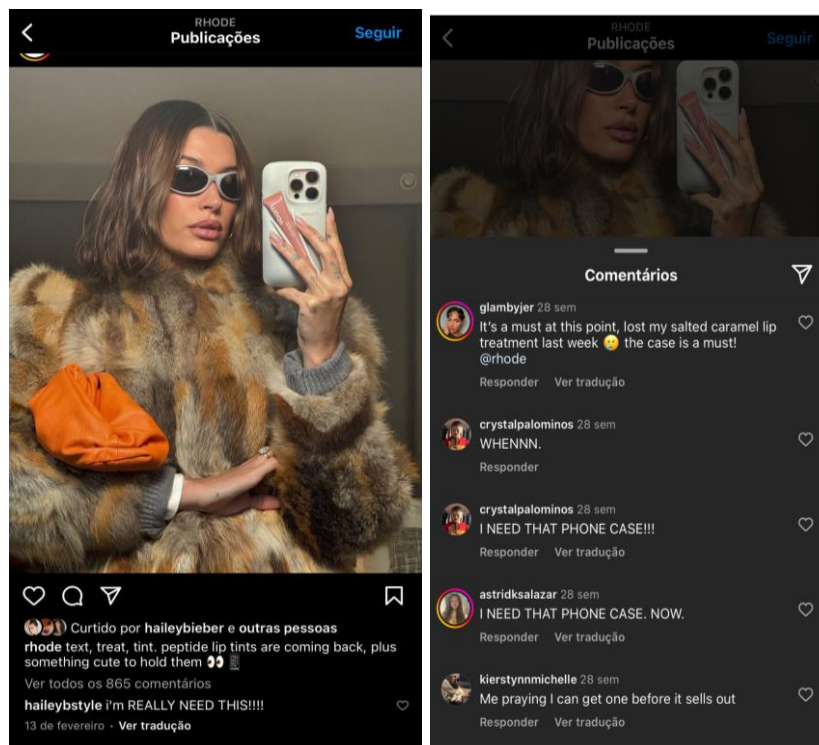 RHODE
Publicações
Seguir
Curtido por haileybieber e outras pessoas
rhode text, treat, tint. peptide lip tints are coming back, plus
something cute to hold them 👀 📱
Ver todos os 865 comentários
haileybstyle i'm REALLY NEED THIS!!!!
13 de fevereiro · Ver tradução
RHODE
Publicações
Seguir
Comentários
glambyjer 28 sem
It's a must at this point, lost my salted caramel lip
treatment last week 🥲 the case is a must!
@rhode
Responder Ver tradução
crystalpalominos 28 sem
WHENNN.
Responder
crystalpalominos 28 sem
I NEED THAT PHONE CASE!!!
Responder Ver tradução
astridksalazar 28 sem
I NEED THAT PHONE CASE. NOW.
Responder Ver tradução
kierstynnmichelle 28 sem
Me praying I can get one before it sells out
Responder Ver tradução